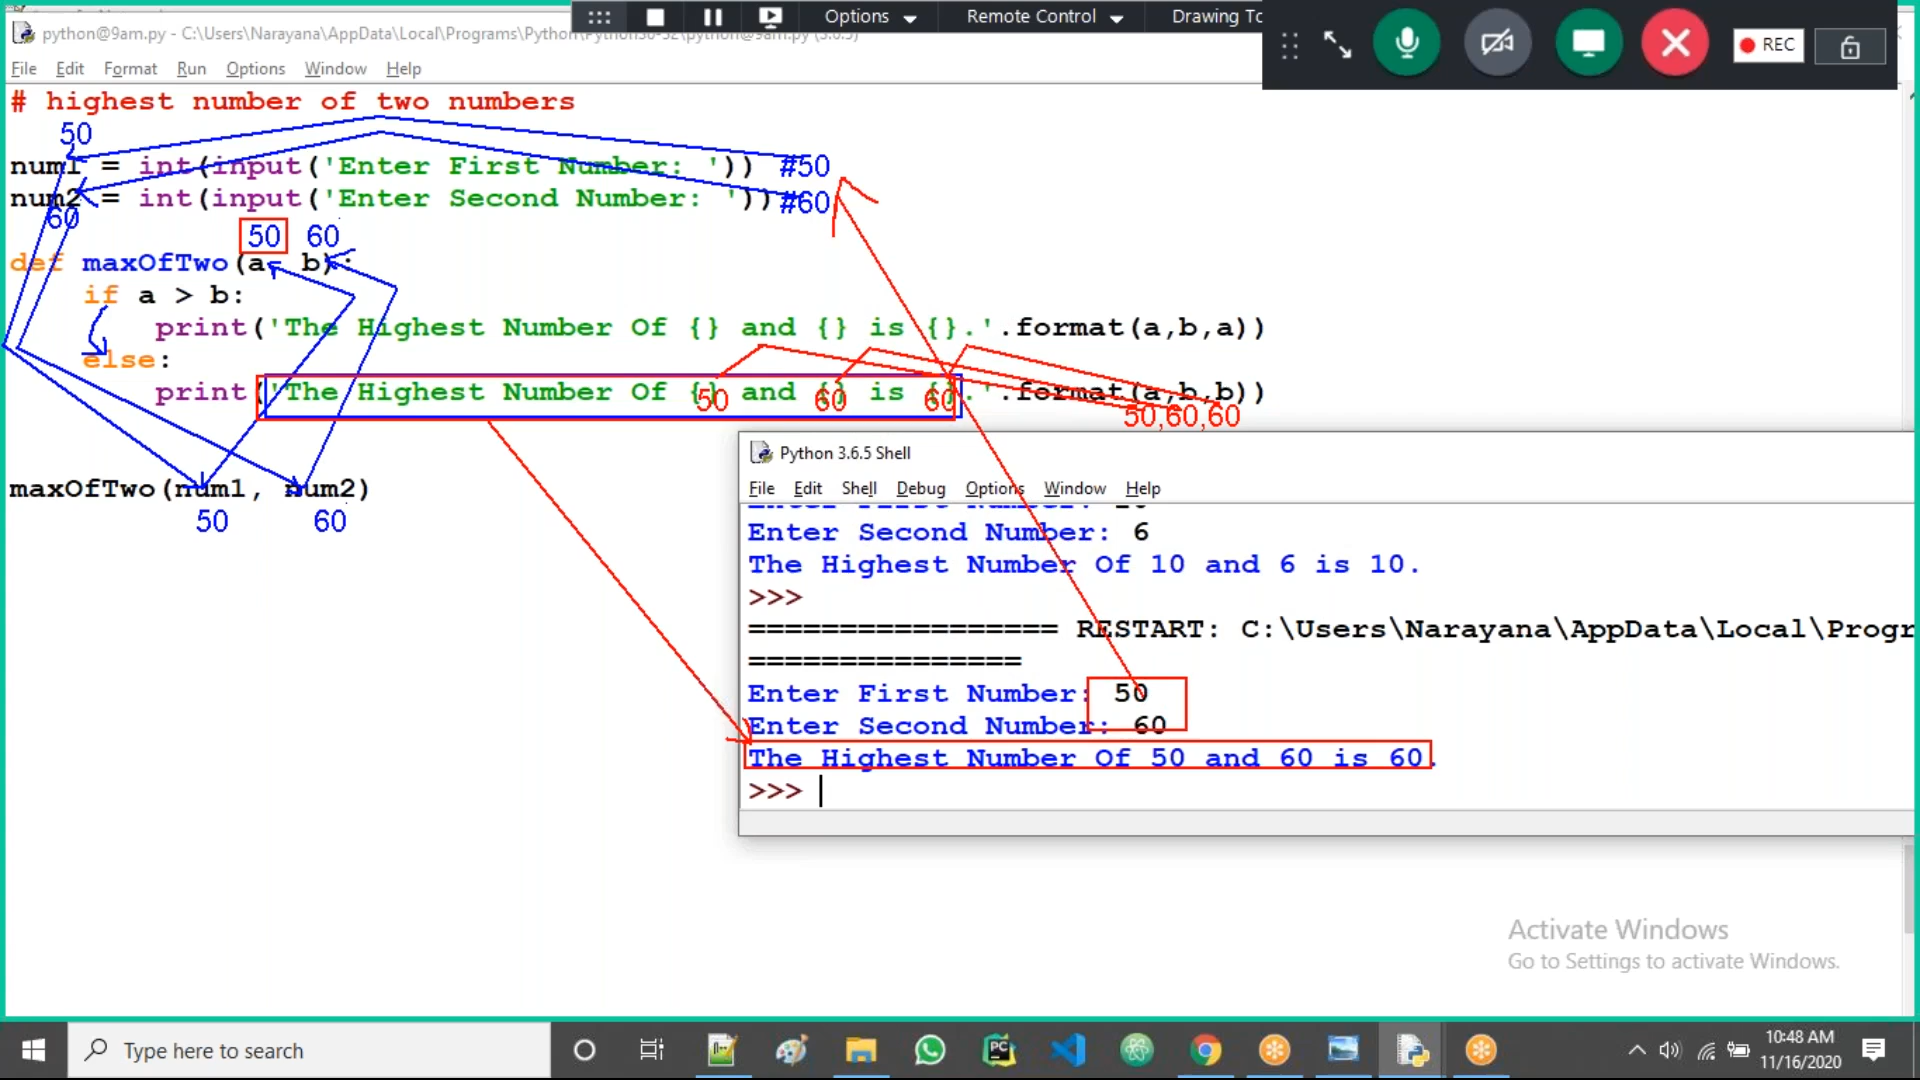 Options
Remote Control
REC
python@9am.py - C:\Users\Narayana\AppData\Local\Programs\Python\
File Edit Format Run Options Window Help
# highest number of two numbers
50
num1 = int(input('Enter First Number: ')) #50
num2 = int(input('Enter Second Number: ')) #60
60
50 60
def maxOfTwo(a, b):
if a > b:
print('The Highest Number Of {} and {} is {}.'.format(a,b,a))
else:
print('The Highest Number Of {} and {} is {}.'.format(a,b,b))
50 60 60 50,60,60
maxOfTwo(num1, num2)
50 60
Python 3.6.5 Shell
File Edit Shell Debug Options Window Help
Enter Second Number: 6
The Highest Number Of 10 and 6 is 10.
>>>
================= RESTART: C:\Users\Narayana\AppData\Local\Progr
===============
Enter First Number: 50
Enter Second Number: 60
The Highest Number Of 50 and 60 is 60.
>>>
Activate Windows
Go to Settings to activate Windows.
Type here to search
10:48 AM
11/16/2020